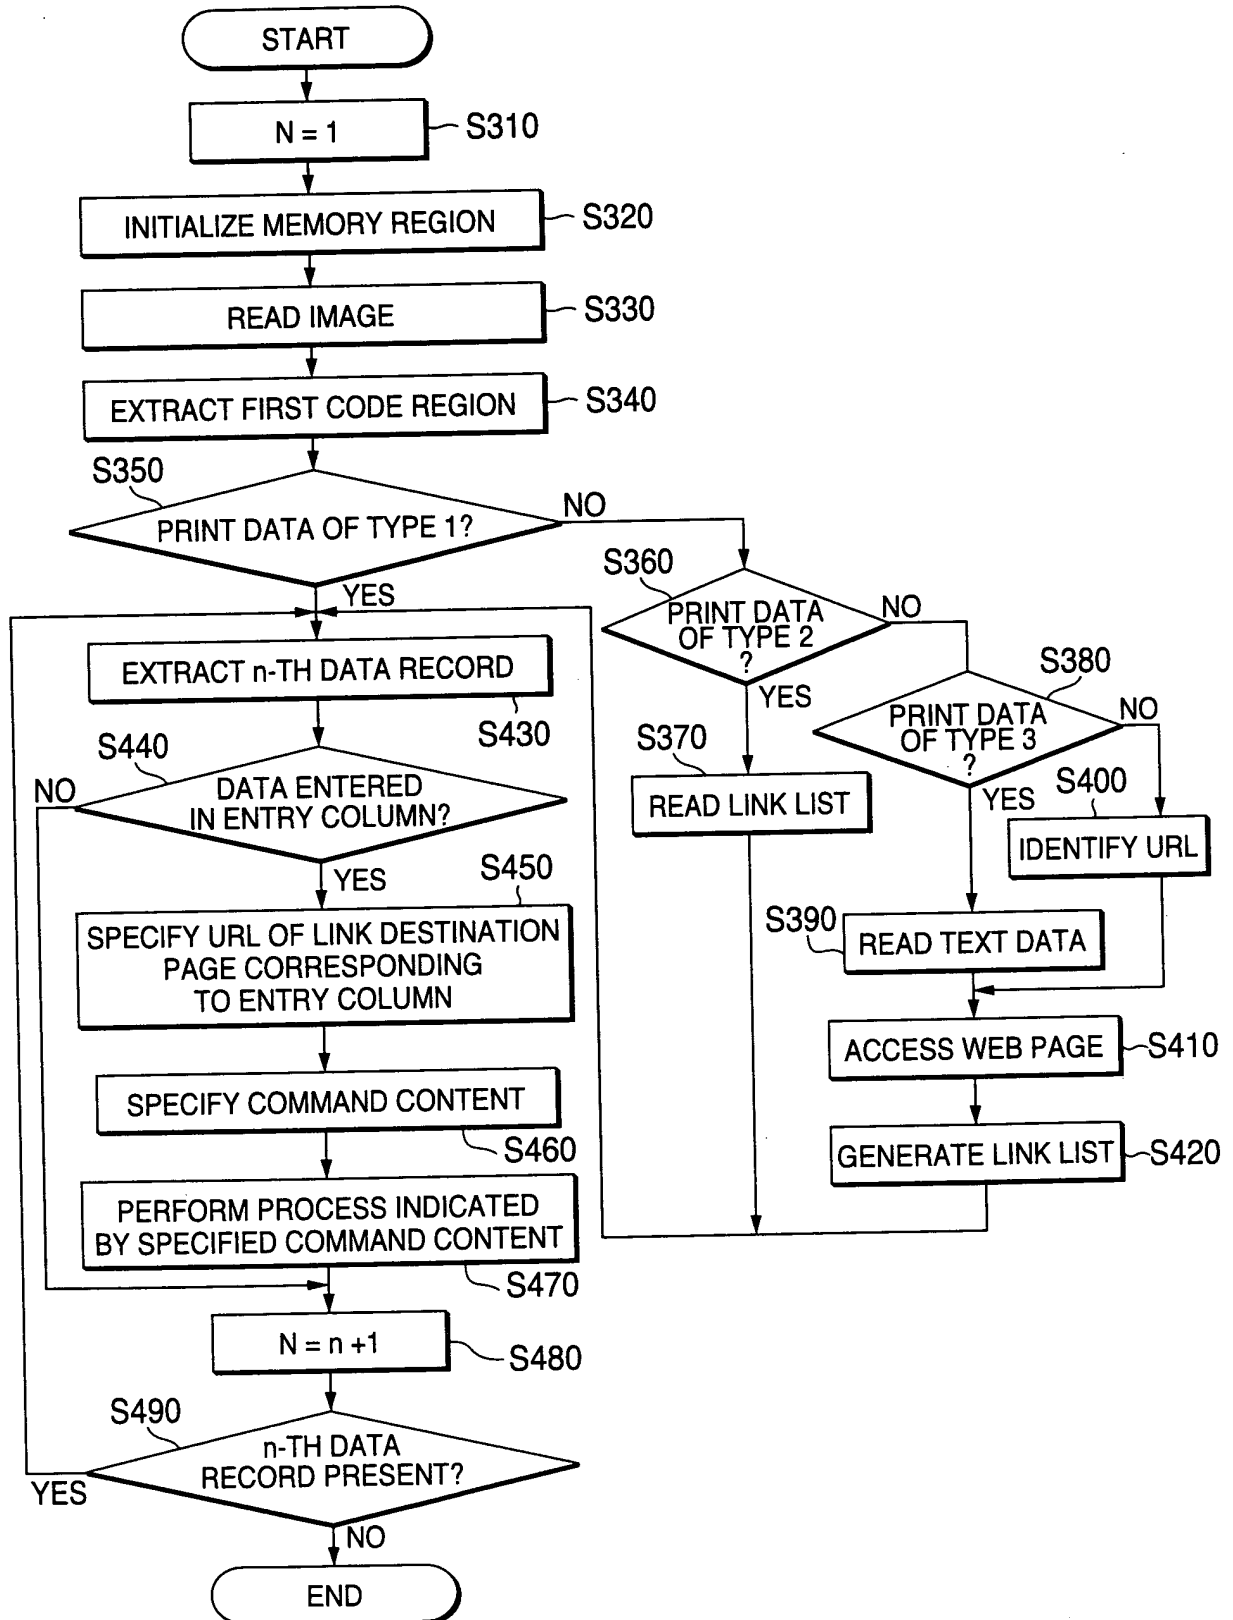 START
N = 1
S310
INITIALIZE MEMORY REGION
S320
READ IMAGE
S330
EXTRACT FIRST CODE REGION
S340
S350
PRINT DATA OF TYPE 1?
NO
YES
S360
PRINT DATA
OF TYPE 2
?
NO
YES
S370
READ LINK LIST
S380
PRINT DATA
OF TYPE 3
?
NO
YES
S400
IDENTIFY URL
S390
READ TEXT DATA
ACCESS WEB PAGE
S410
GENERATE LINK LIST
S420
EXTRACT n-TH DATA RECORD
S430
S440
DATA ENTERED
IN ENTRY COLUMN?
NO
YES
S450
SPECIFY URL OF LINK DESTINATION
PAGE CORRESPONDING
TO ENTRY COLUMN
SPECIFY COMMAND CONTENT
S460
PERFORM PROCESS INDICATED
BY SPECIFIED COMMAND CONTENT
S470
N = n +1
S480
S490
n-TH DATA
RECORD PRESENT?
YES
NO
END